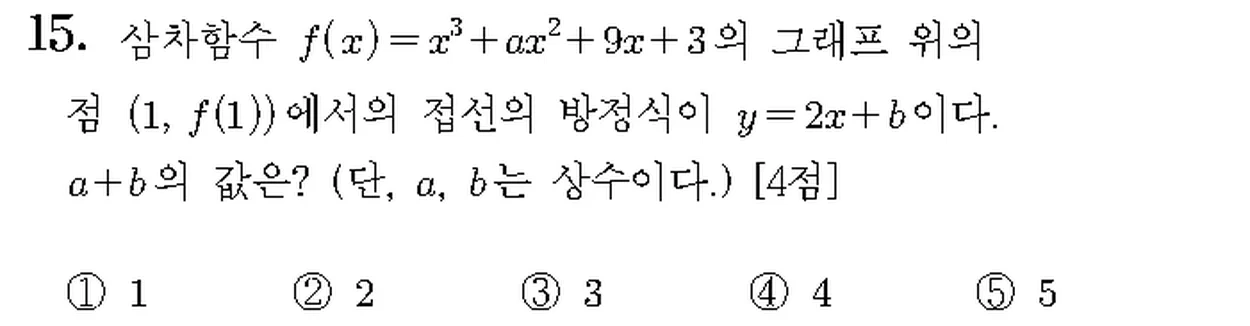 15. 삼차함수 f(x)=x³+ax²+9x+3의 그래프 위의
점 (1, f(1))에서의 접선의 방정식이 y=2x+b이다.
a+b의 값은? (단, a, b는 상수이다.) [4점]
① 1 ② 2 ③ 3 ④ 4 ⑤ 5